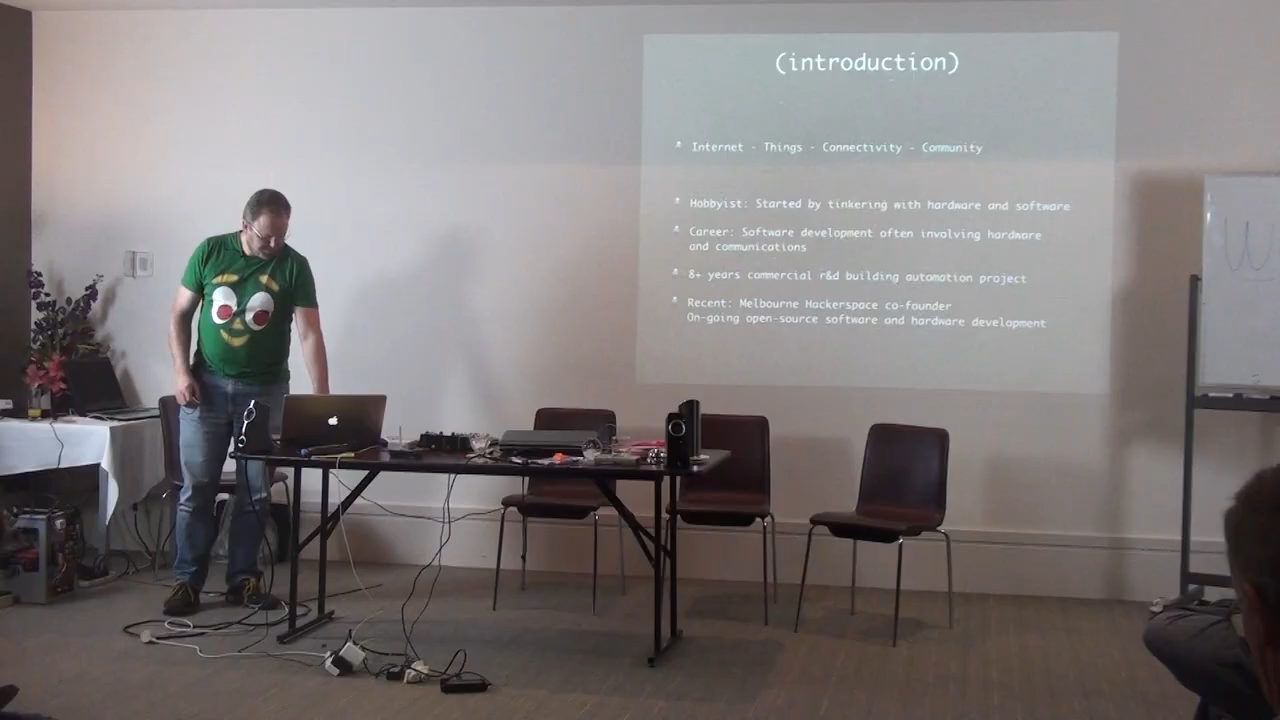 (introduction)
Internet - Things - Connectivity - Community
Hobbyist: Started by tinkering with hardware and software
Career: Software development often involving hardware
and communications
8+ years commercial r&d building automation project
Recent: Melbourne Hackerspace co-founder
On-going open-source software and hardware development